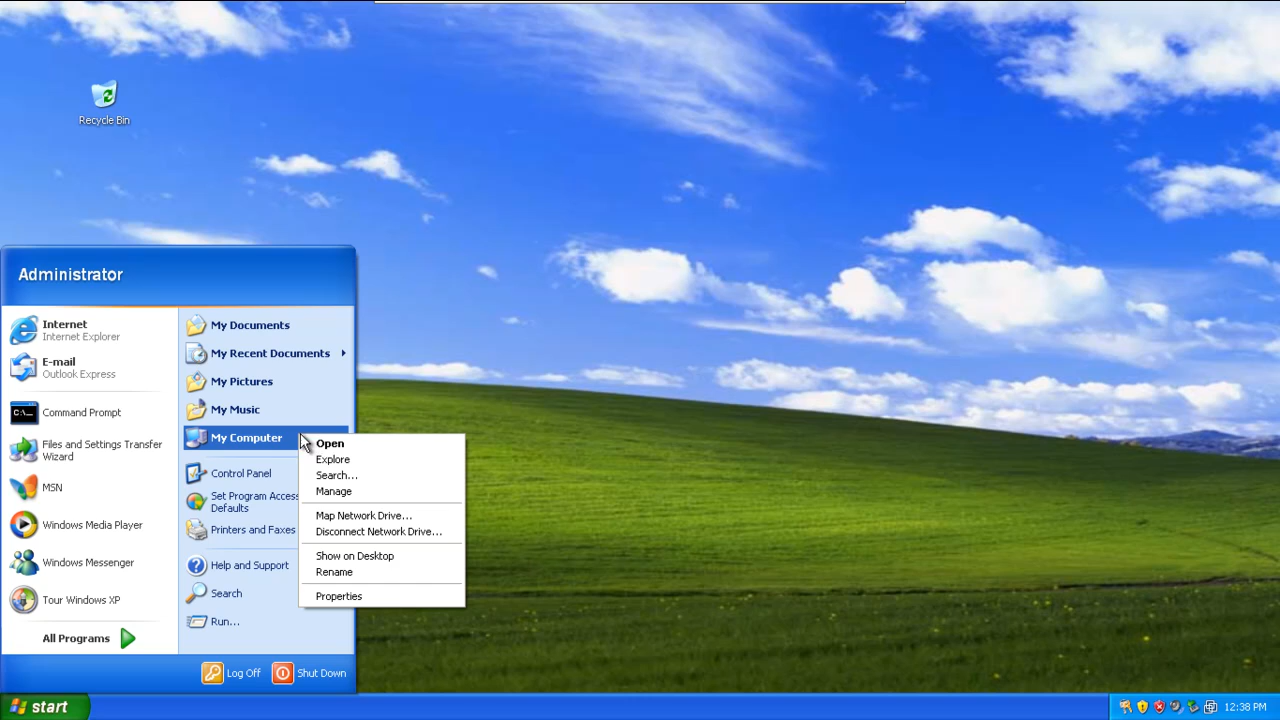 Recycle Bin
Administrator
Internet
Internet Explorer
E-mail
Outlook Express
Command Prompt
Files and Settings Transfer
Wizard
MSN
Windows Media Player
Windows Messenger
Tour Windows XP
All Programs
My Documents
My Recent Documents
My Pictures
My Music
My Computer
Control Panel
Set Program Access
Defaults
Printers and Faxes
Help and Support
Search
Run...
Open
Explore
Search...
Manage
Map Network Drive...
Disconnect Network Drive...
Show on Desktop
Rename
Properties
Log Off
Shut Down
start
12:38 PM